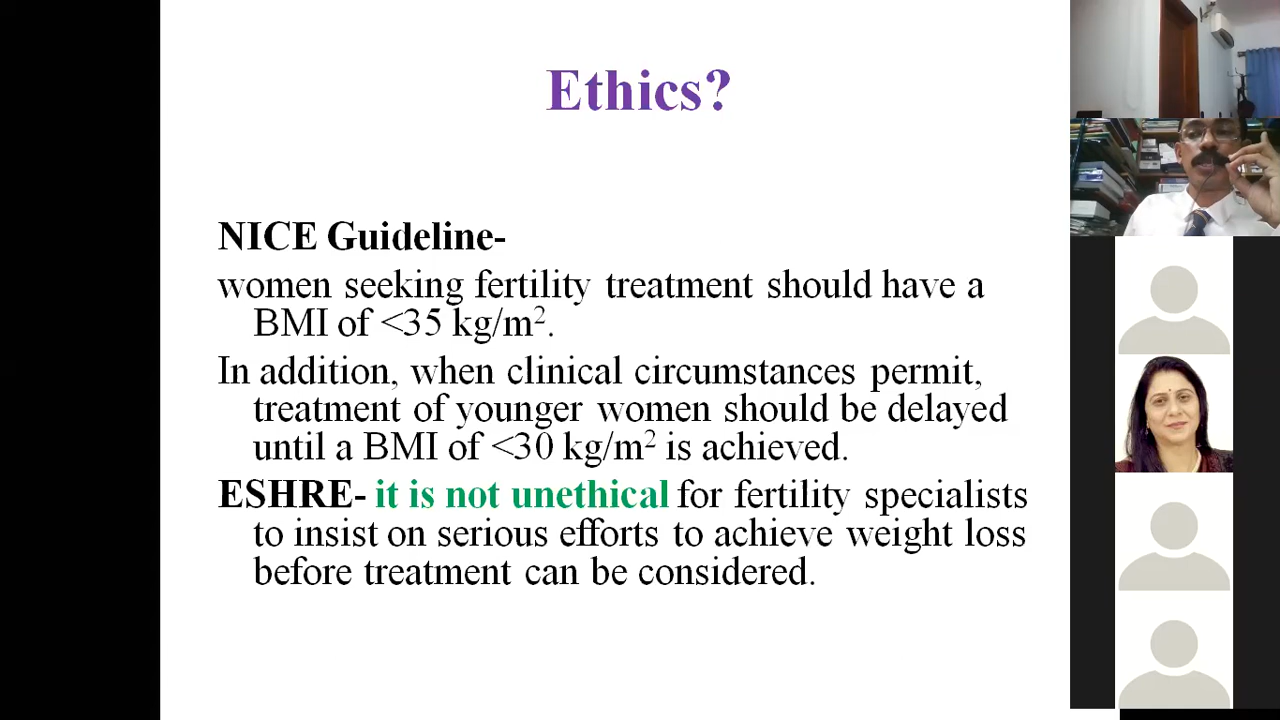 Ethics?
NICE Guideline-
women seeking fertility treatment should have a
BMI of <35 kg/m².
In addition, when clinical circumstances permit,
treatment of younger women should be delayed
until a BMI of <30 kg/m² is achieved.
ESHRE- it is not unethical for fertility specialists
to insist on serious efforts to achieve weight loss
before treatment can be considered.